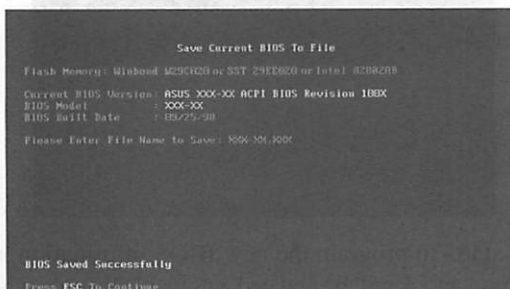 Save Current BIOS To File
Flash Memory: Winbond W29C020 or SST 29EE020 or Intel 82802AB
Current BIOS Version: ASUS XXX-XX ACPI BIOS Revision 100X
BIOS Model : XXX-XX
BIOS Built Date : 09/25/98
Please Enter File Name to Save: XXX-XX.XXX
BIOS Saved Successfully
Press ESC To Continue